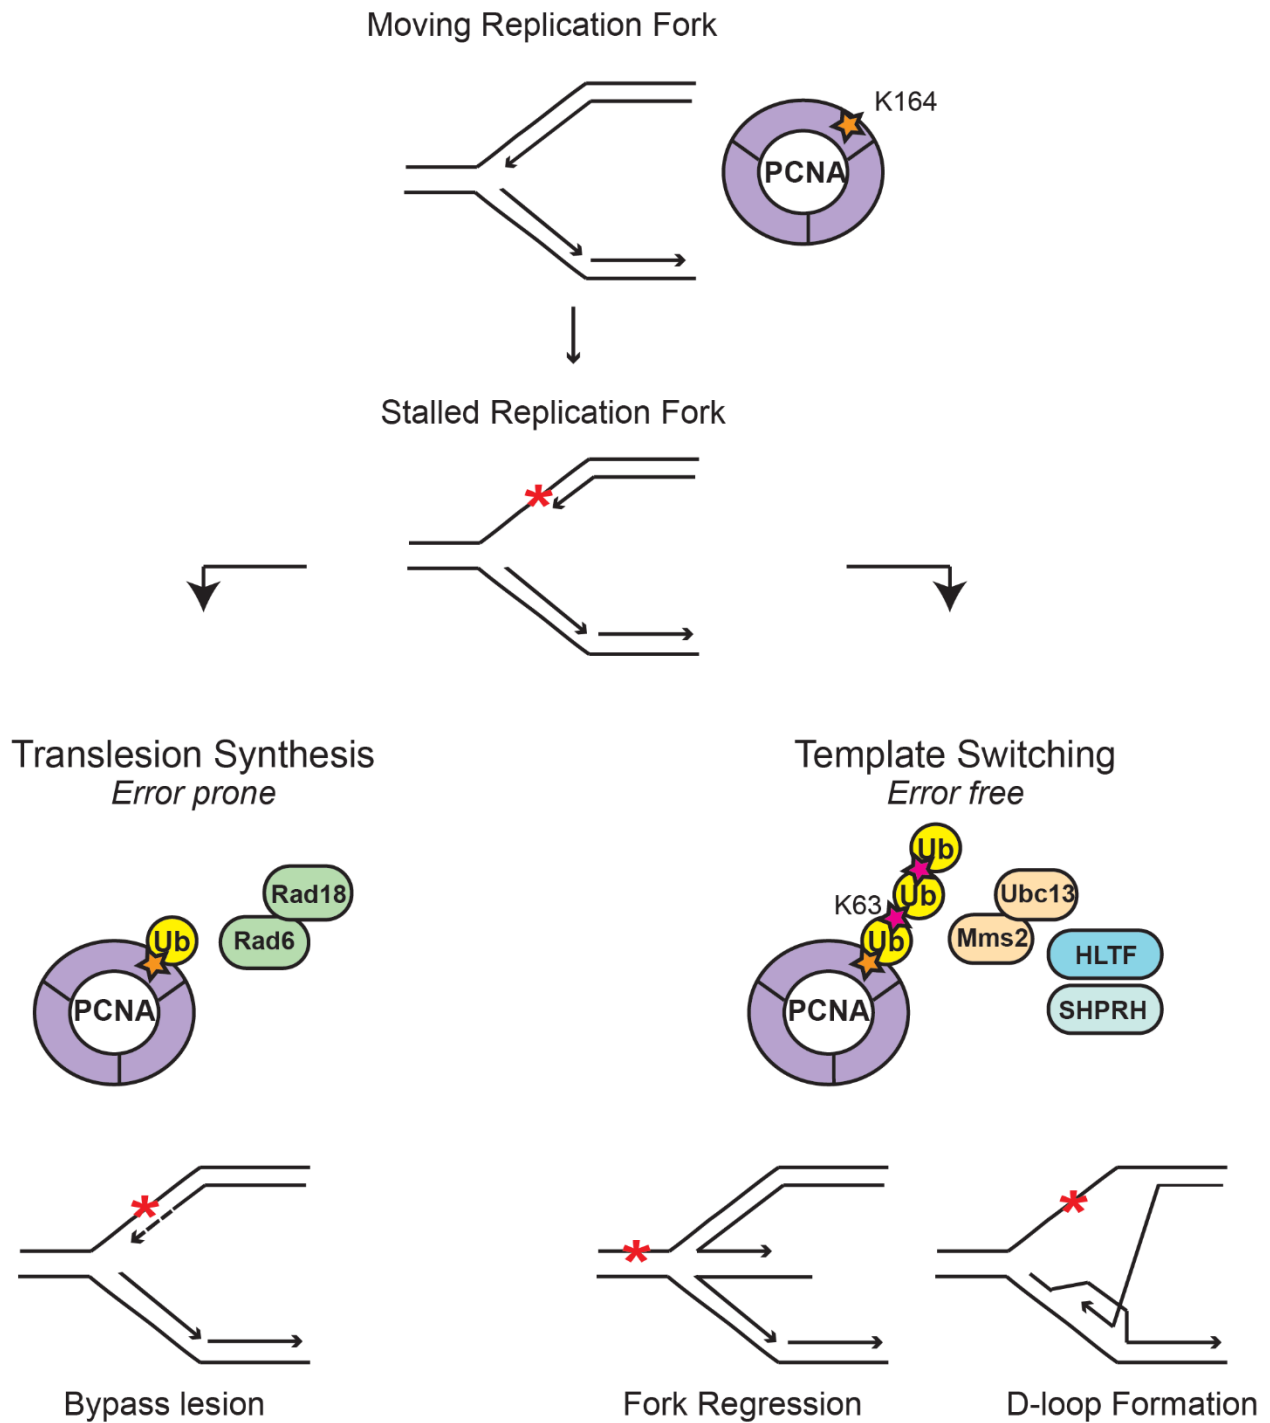 Moving Replication Fork
K164
PCNA
Stalled Replication Fork
Translesion Synthesis
Error prone
Rad18
Rad6
Ub
PCNA
Template Switching
Error free
Ub
Ub
K63
Ub
Ubc13
Mms2
HLTF
SHPRH
PCNA
Bypass lesion
Fork Regression
D-loop Formation